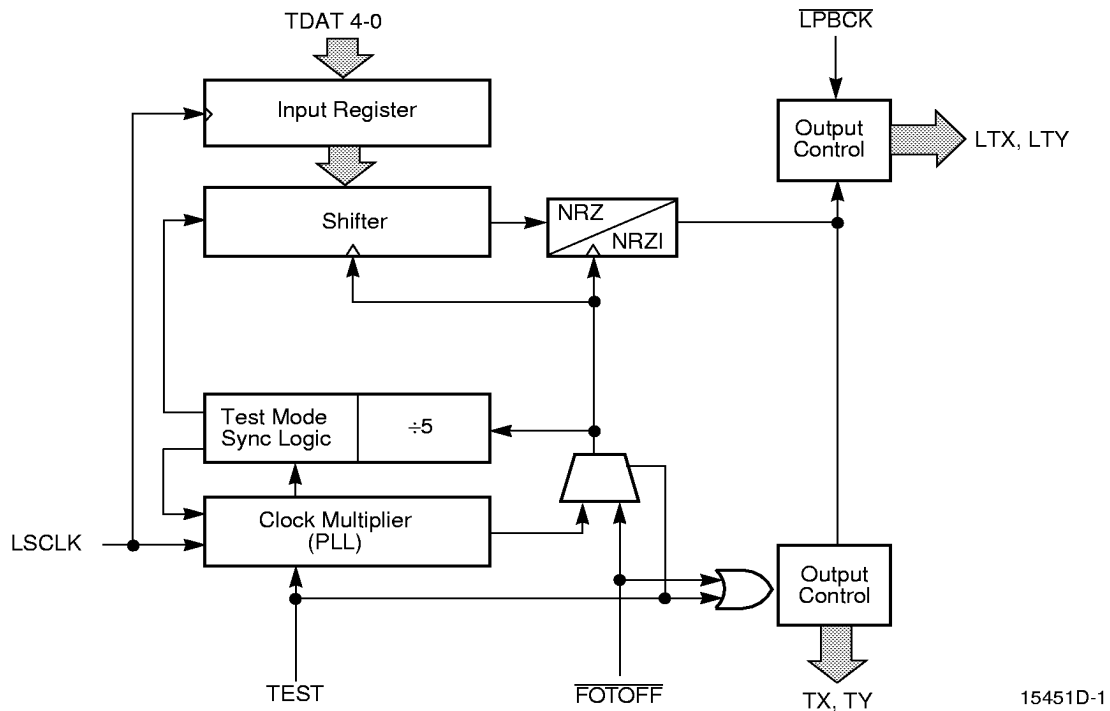 TDAT 4-0
LPBCK
Input Register
Output
Control
LTX, LTY
Shifter
NRZ
NRZI
Test Mode
Sync Logic
÷5
Clock Multiplier
(PLL)
LSCLK
Output
Control
TEST
FOTOFF
TX, TY
15451D-1